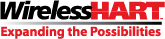 WirelessHART
Expanding the Possibilities